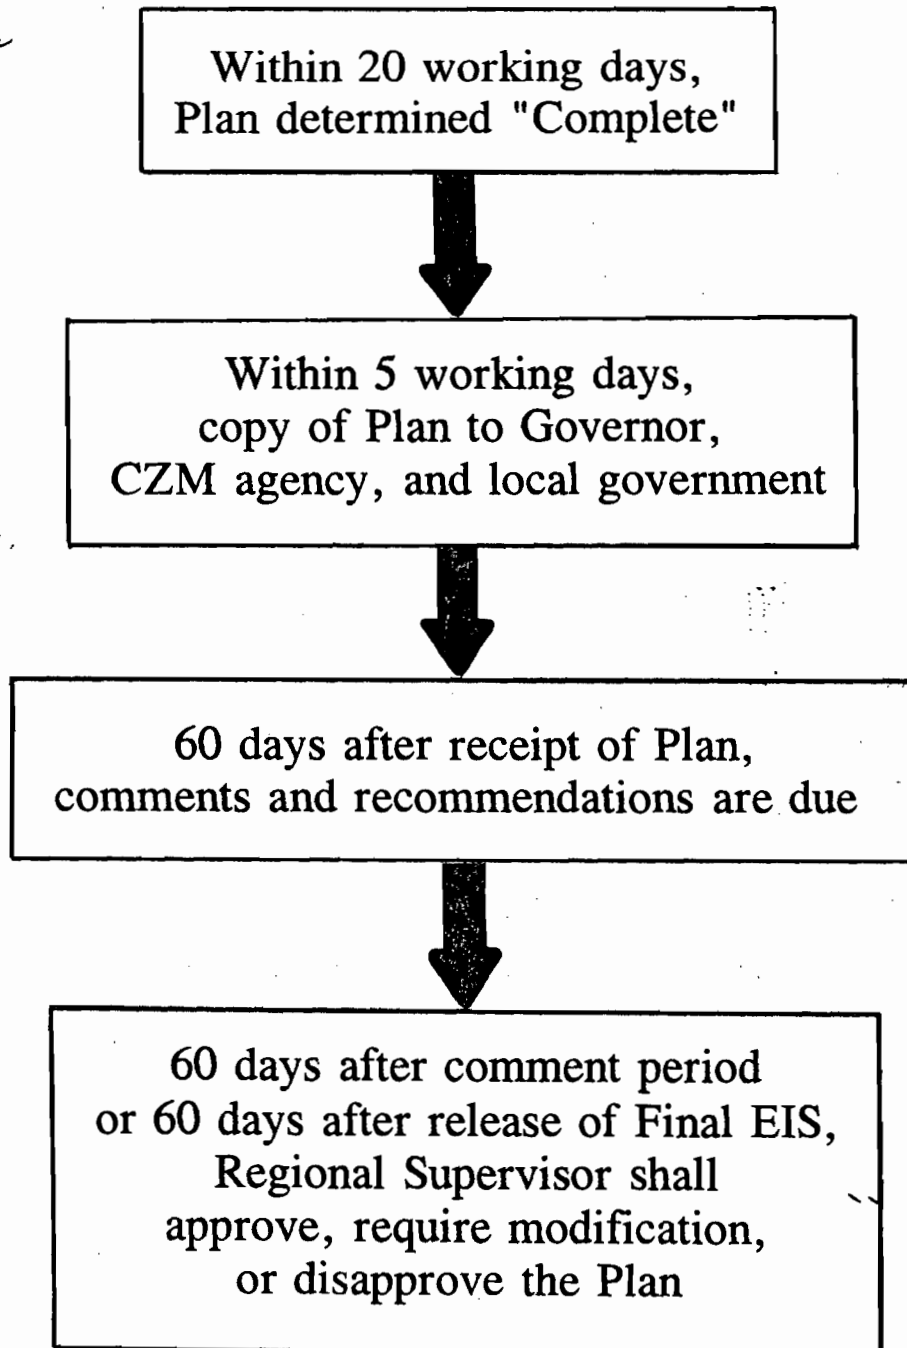 Within 20 working days,
Plan determined "Complete"
Within 5 working days,
copy of Plan to Governor,
CZM agency, and local government
60 days after receipt of Plan,
comments and recommendations are due
60 days after comment period
or 60 days after release of Final EIS,
Regional Supervisor shall
approve, require modification,
or disapprove the Plan